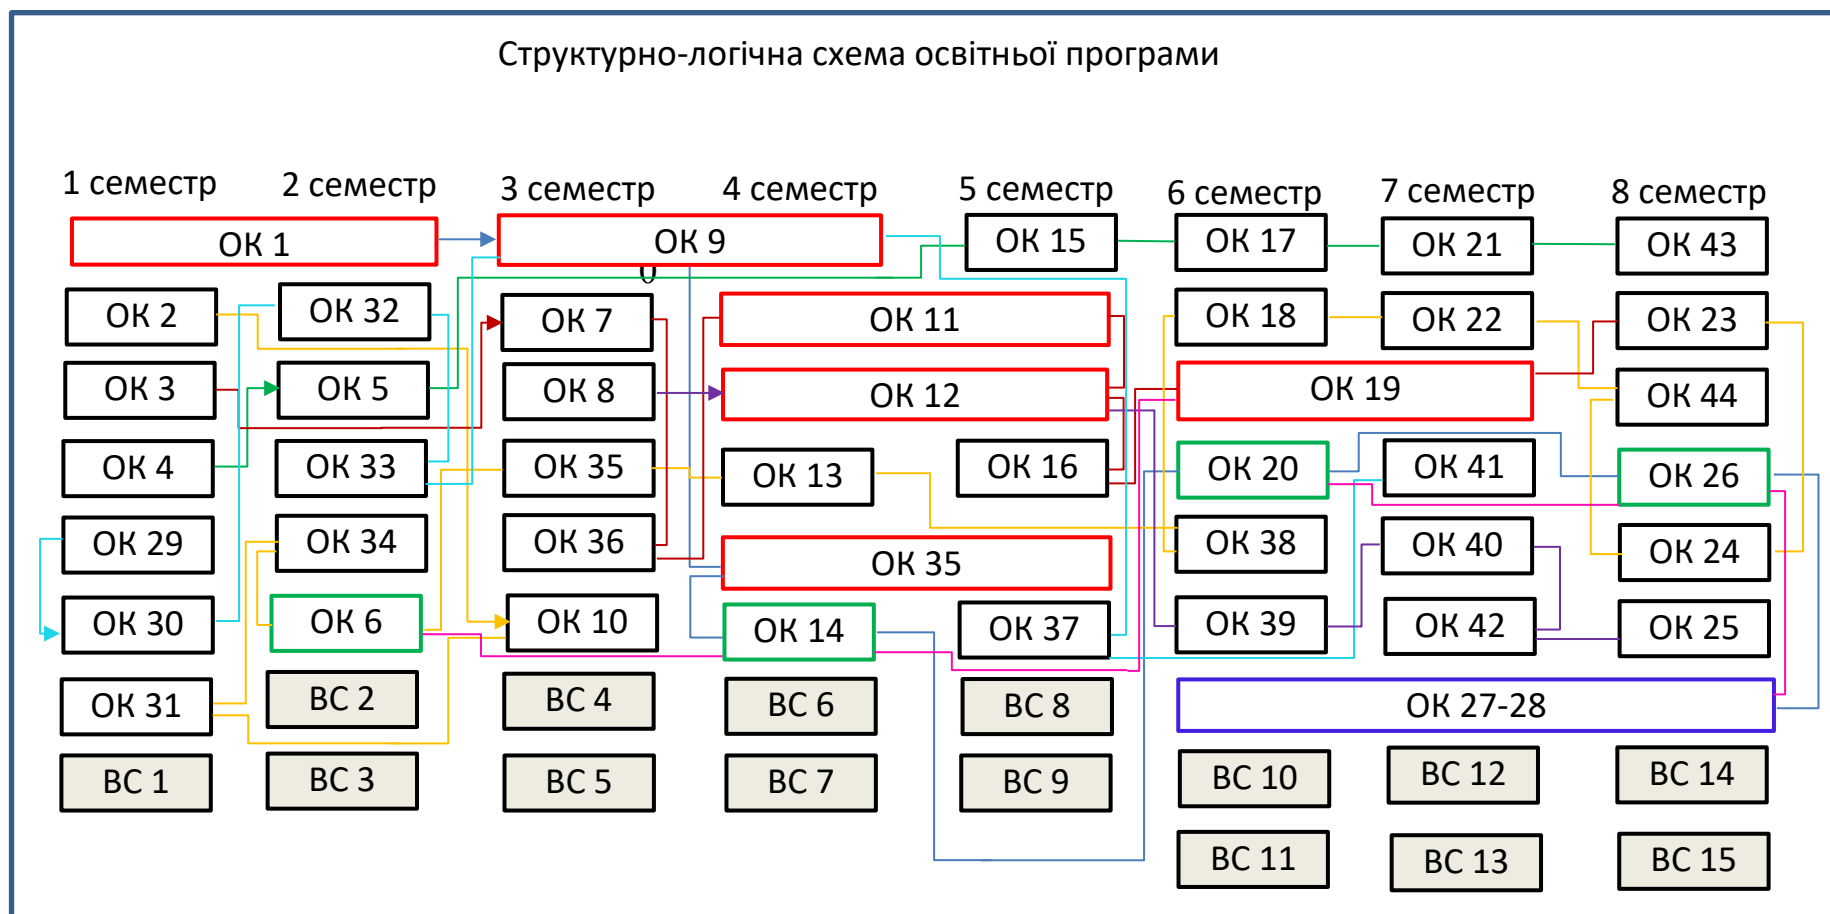 Структурно-логічна схема освітньої програми
1 семестр
2 семестр
3 семестр
4 семестр
5 семестр
6 семестр
7 семестр
8 семестр
ОК 1
ОК 9
0
ОК 15
ОК 17
ОК 21
ОК 43
ОК 2
ОК 32
ОК 7
ОК 11
ОК 18
ОК 22
ОК 23
ОК 3
ОК 5
ОК 8
ОК 12
ОК 19
ОК 44
ОК 4
ОК 33
ОК 35
ОК 13
ОК 16
ОК 20
ОК 41
ОК 26
ОК 29
ОК 34
ОК 36
ОК 35
ОК 38
ОК 40
ОК 24
ОК 30
ОК 6
ОК 10
ОК 14
ОК 37
ОК 39
ОК 42
ОК 25
ОК 31
ВС 2
ВС 4
ВС 6
ВС 8
ОК 27-28
ВС 1
ВС 3
ВС 5
ВС 7
ВС 9
ВС 10
ВС 12
ВС 14
ВС 11
ВС 13
ВС 15